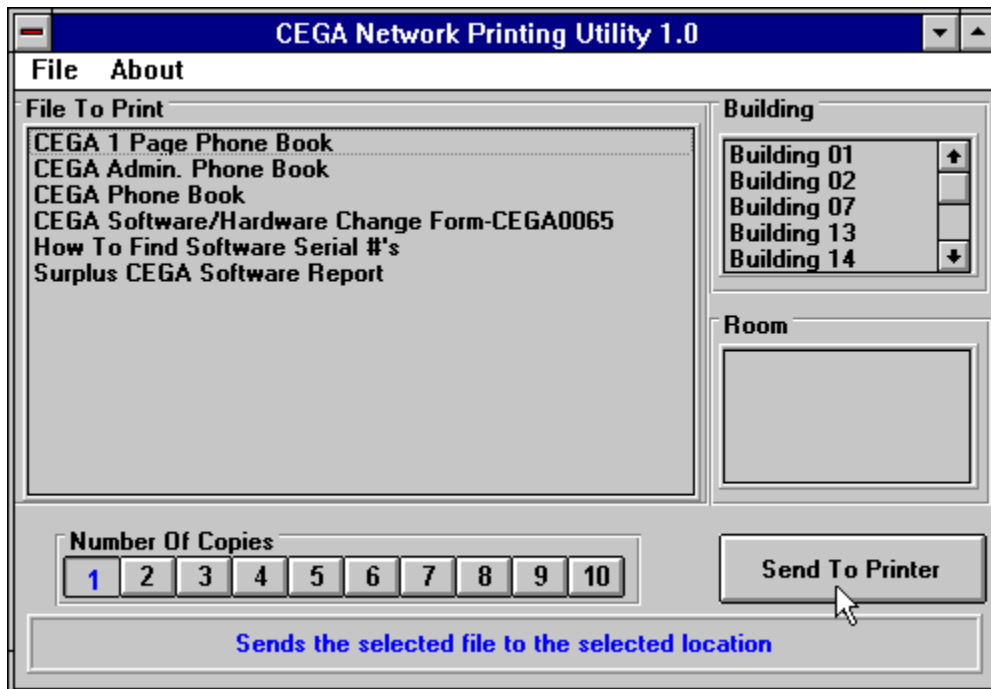 CEGA Network Printing Utility 1.0
File About
File To Print
CEGA 1 Page Phone Book
CEGA Admin. Phone Book
CEGA Phone Book
CEGA Software/Hardware Change Form-CEGA0065
How To Find Software Serial #'s
Surplus CEGA Software Report
Building
Building 01
Building 02
Building 07
Building 13
Building 14
Room
Number Of Copies
1 2 3 4 5 6 7 8 9 10
Send To Printer
Sends the selected file to the selected location